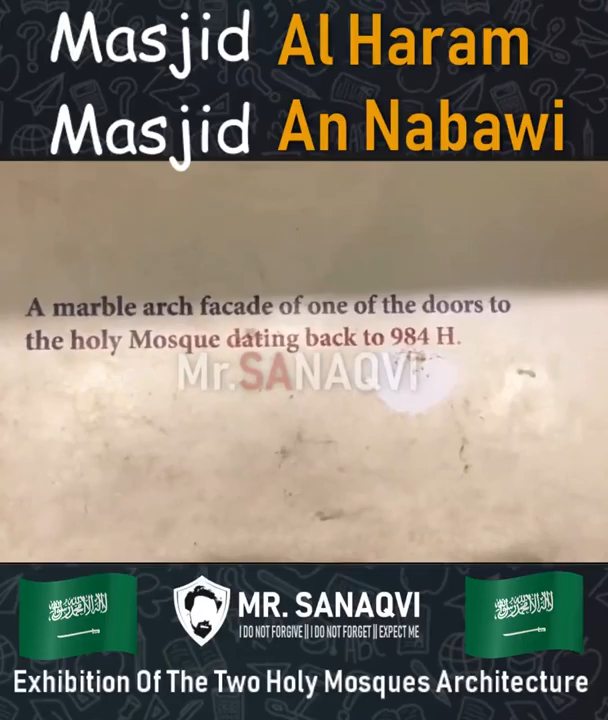 Masjid Al Haram
Masjid An Nabawi
A marble arch facade of one of the doors to
the holy Mosque dating back to 984 H.
Mr.SANAQVI
MR. SANAQVI
I DO NOT FORGIVE || I DO NOT FORGET || EXPECT ME
Exhibition Of The Two Holy Mosques Architecture